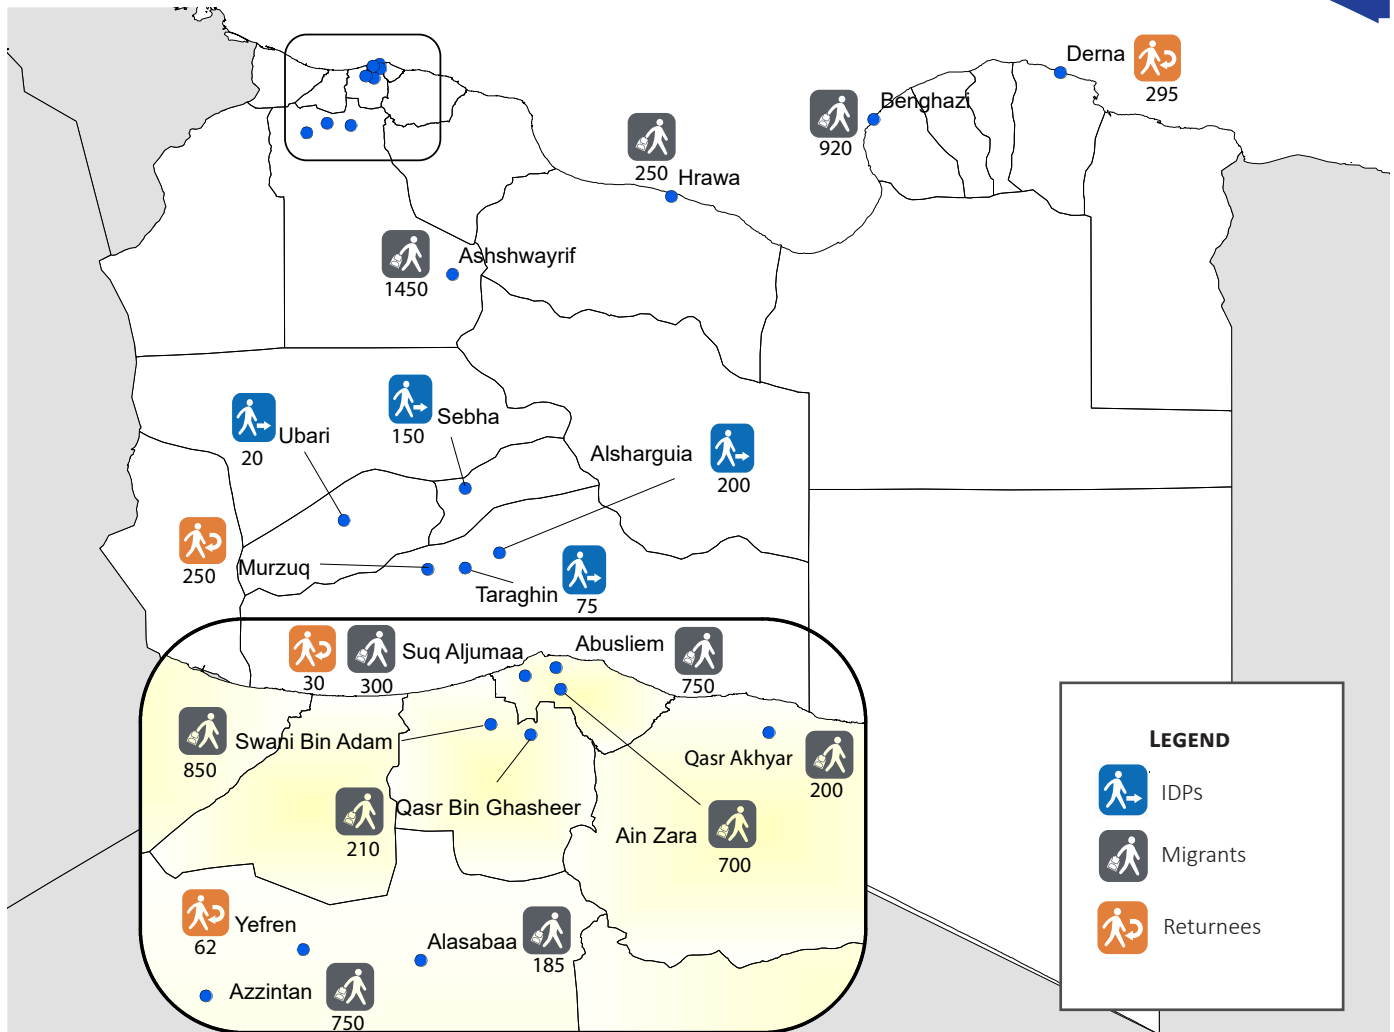 Derna
295
Benghazi
920
250
Hrawa
Ashshwayrif
1450
Sebha
150
Ubari
20
Alsharguia
200
250
Murzuq
Taraghin
75
Suq Aljumaa
30
300
Abusliem
750
Swani Bin Adam
850
Qasr Akhyar
200
Qasr Bin Ghasheer
210
Ain Zara
700
Yefren
62
Alasabaa
185
Azzintan
750
LEGEND
IDPs
Migrants
Returnees